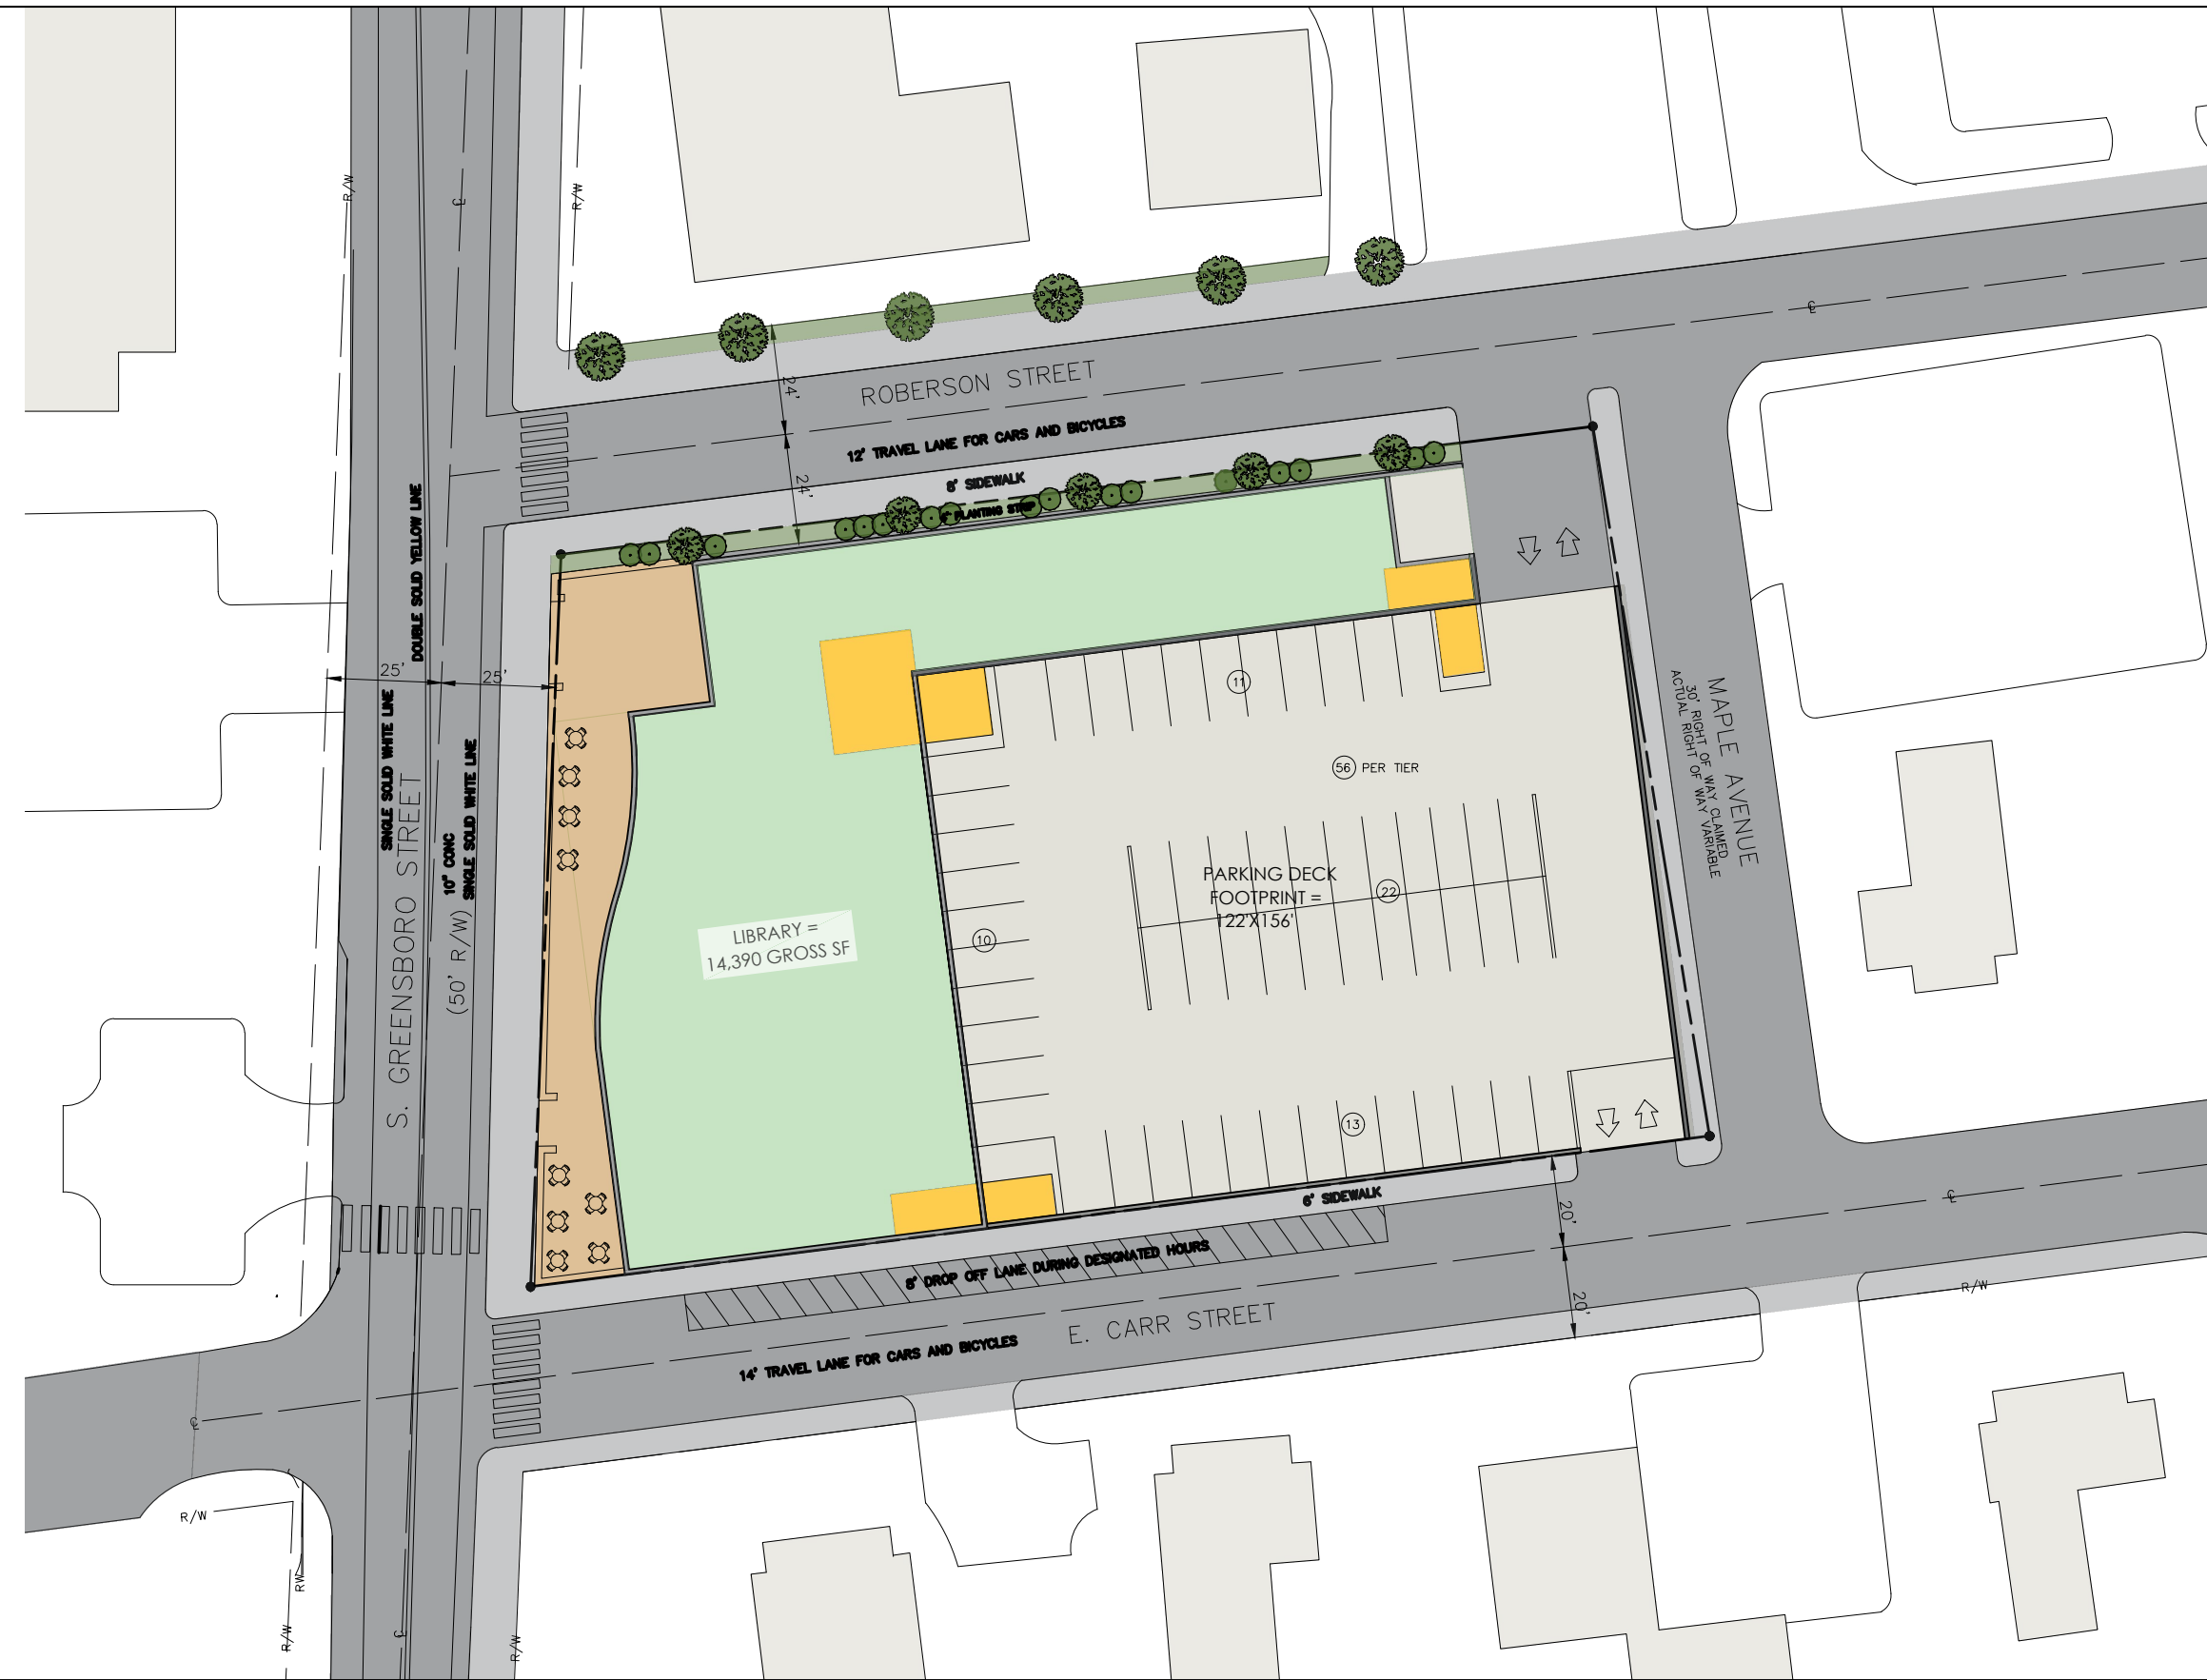 R/W
R/W
℄
℄
24'
ROBERSON STREET
12' TRAVEL LANE FOR CARS AND BICYCLES
8' SIDEWALK
24'
PLANTING STRIP
DOUBLE SOLID YELLOW LINE
25'
25'
SINGLE SOLID WHITE LINE
S. GREENSBORO STREET
(50' R/W)
10" CONC
SINGLE SOLID WHITE LINE
11
56 PER TIER
MAPLE AVENUE
30' RIGHT OF WAY CLAIMED
ACTUAL RIGHT OF WAY VARIABLE
PARKING DECK
FOOTPRINT =
122'X156'
22
LIBRARY =
14,390 GROSS SF
10
13
6' SIDEWALK
20'
℄
8' DROP OFF LANE DURING DESIGNATED HOURS
20'
R/W
E. CARR STREET
14' TRAVEL LANE FOR CARS AND BICYCLES
℄
R/W
RW
R/W
℄
R/W